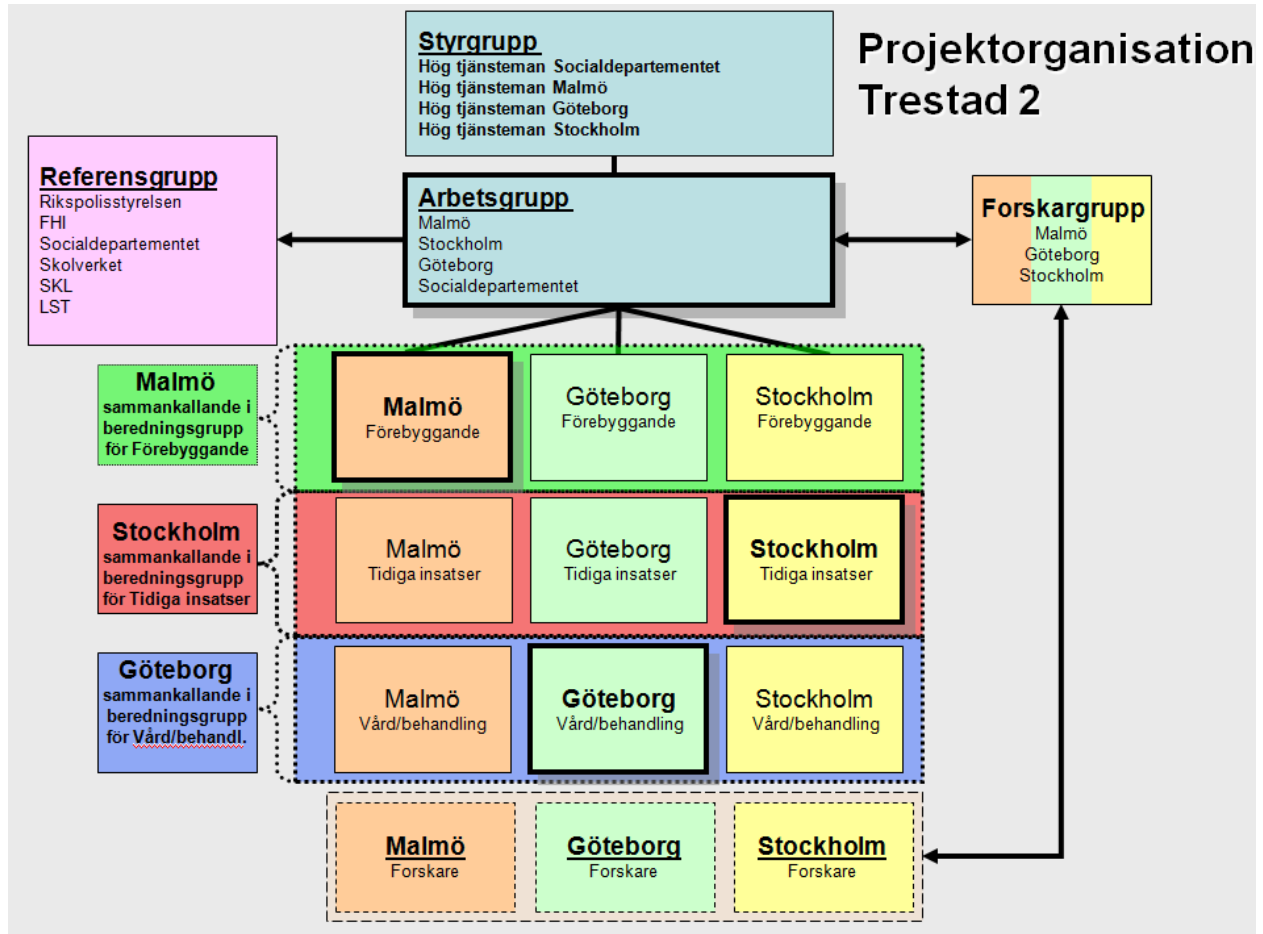 Styrgrupp
Hög tjänsteman Socialdepartementet
Hög tjänsteman Malmö
Hög tjänsteman Göteborg
Hög tjänsteman Stockholm
Projektorganisation
Trestad 2
Referensgrupp
Rikspolisstyrelsen
FHI
Socialdepartementet
Skolverket
SKL
LST
Arbetsgrupp
Malmö
Stockholm
Göteborg
Socialdepartementet
Forskargrupp
Malmö
Göteborg
Stockholm
Malmö
sammankallande i
beredningsgrupp
för Förebyggande
Malmö
Förebyggande
Göteborg
Förebyggande
Stockholm
Förebyggande
Stockholm
sammankallande i
beredningsgrupp
för Tidiga insatser
Malmö
Tidiga insatser
Göteborg
Tidiga insatser
Stockholm
Tidiga insatser
Göteborg
sammankallande i
beredningsgrupp
för Vård/behandl.
Malmö
Vård/behandling
Göteborg
Vård/behandling
Stockholm
Vård/behandling
Malmö
Forskare
Göteborg
Forskare
Stockholm
Forskare